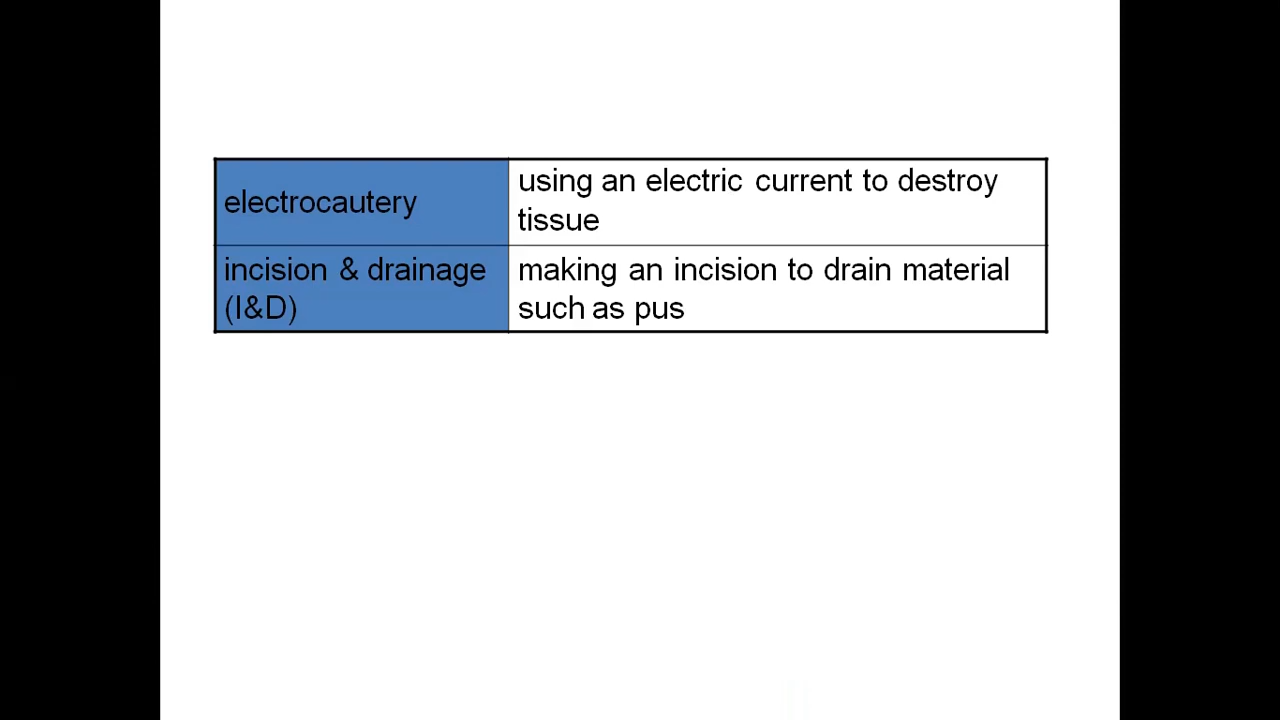 electrocautery
using an electric current to destroy
tissue
incision & drainage
(I&D)
making an incision to drain material
such as pus